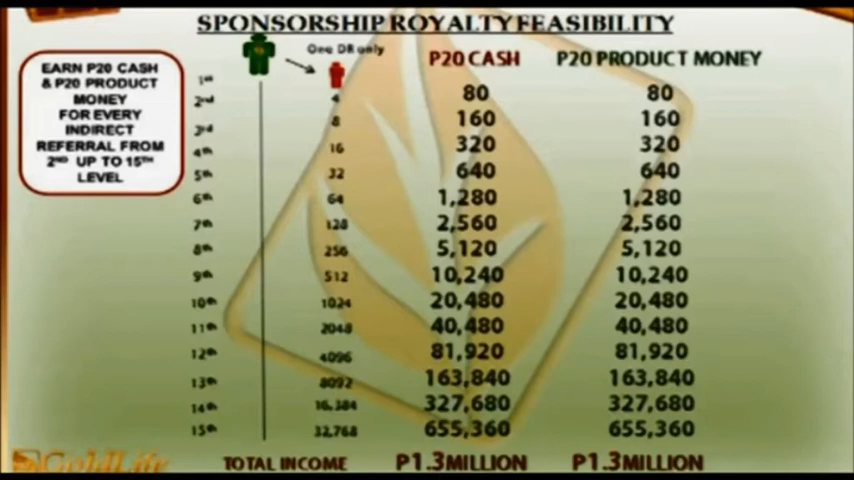 SPONSORSHIP ROYALTY FEASIBILITY
One DR only
P20 CASH P20 PRODUCT MONEY
EARN P20 CASH
& P20 PRODUCT
MONEY
FOR EVERY
INDIRECT
REFERRAL FROM
2ND UP TO 15TH
LEVEL
1st
2nd 4 80 80
3rd 8 160 160
4th 16 320 320
5th 32 640 640
6th 64 1,280 1,280
7th 128 2,560 2,560
8th 256 5,120 5,120
9th 512 10,240 10,240
10th 1024 20,480 20,480
11th 2048 40,480 40,480
12th 4096 81,920 81,920
13th 8092 163,840 163,840
14th 16,384 327,680 327,680
15th 32,768 655,360 655,360
GoldLife
TOTAL INCOME P1.3MILLION P1.3MILLION